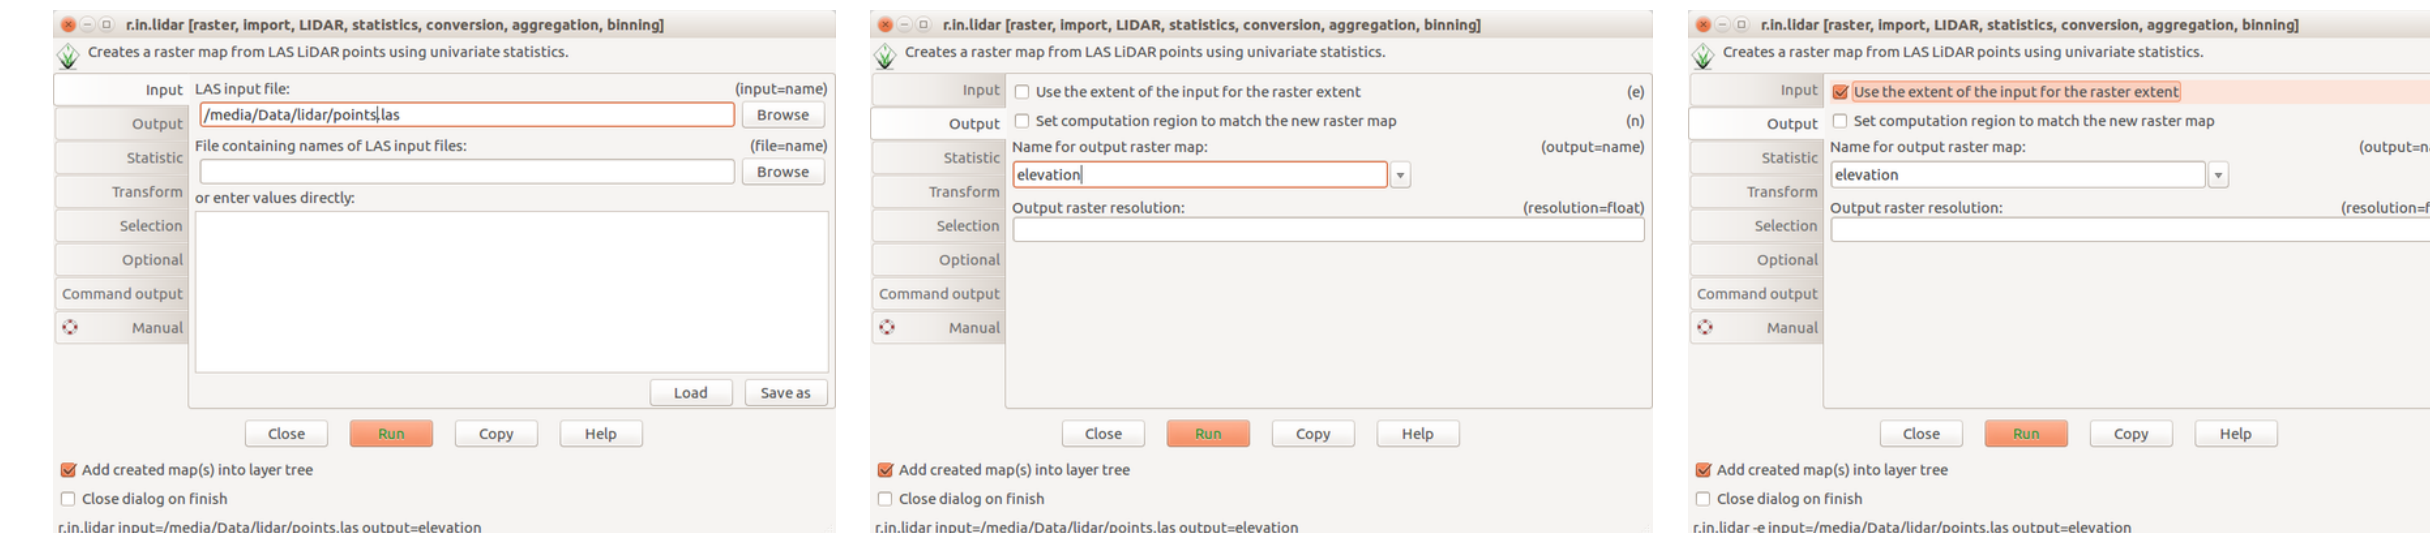 r.in.lidar [raster, import, LIDAR, statistics, conversion, aggregation, binning]
Creates a raster map from LAS LiDAR points using univariate statistics.
Input
Output
Statistic
Transform
Selection
Optional
Command output
Manual
LAS input file: (input=name)
/media/Data/lidar/points.las Browse
File containing names of LAS input files: (file=name)
Browse
or enter values directly:
Load Save as
Close Run Copy Help
Add created map(s) into layer tree
Close dialog on finish
r.in.lidar input=/media/Data/lidar/points.las output=elevation
r.in.lidar [raster, import, LIDAR, statistics, conversion, aggregation, binning]
Creates a raster map from LAS LiDAR points using univariate statistics.
Input
Output
Statistic
Transform
Selection
Optional
Command output
Manual
Use the extent of the input for the raster extent (e)
Set computation region to match the new raster map (n)
Name for output raster map: (output=name)
elevation
Output raster resolution: (resolution=float)
Close Run Copy Help
Add created map(s) into layer tree
Close dialog on finish
r.in.lidar input=/media/Data/lidar/points.las output=elevation
r.in.lidar [raster, import, LIDAR, statistics, conversion, aggregation, binning]
Creates a raster map from LAS LiDAR points using univariate statistics.
Input
Output
Statistic
Transform
Selection
Optional
Command output
Manual
Use the extent of the input for the raster extent
Set computation region to match the new raster map
Name for output raster map:
elevation
Output raster resolution:
Close Run Copy Help
Add created map(s) into layer tree
Close dialog on finish
r.in.lidar -e input=/media/Data/lidar/points.las output=elevation